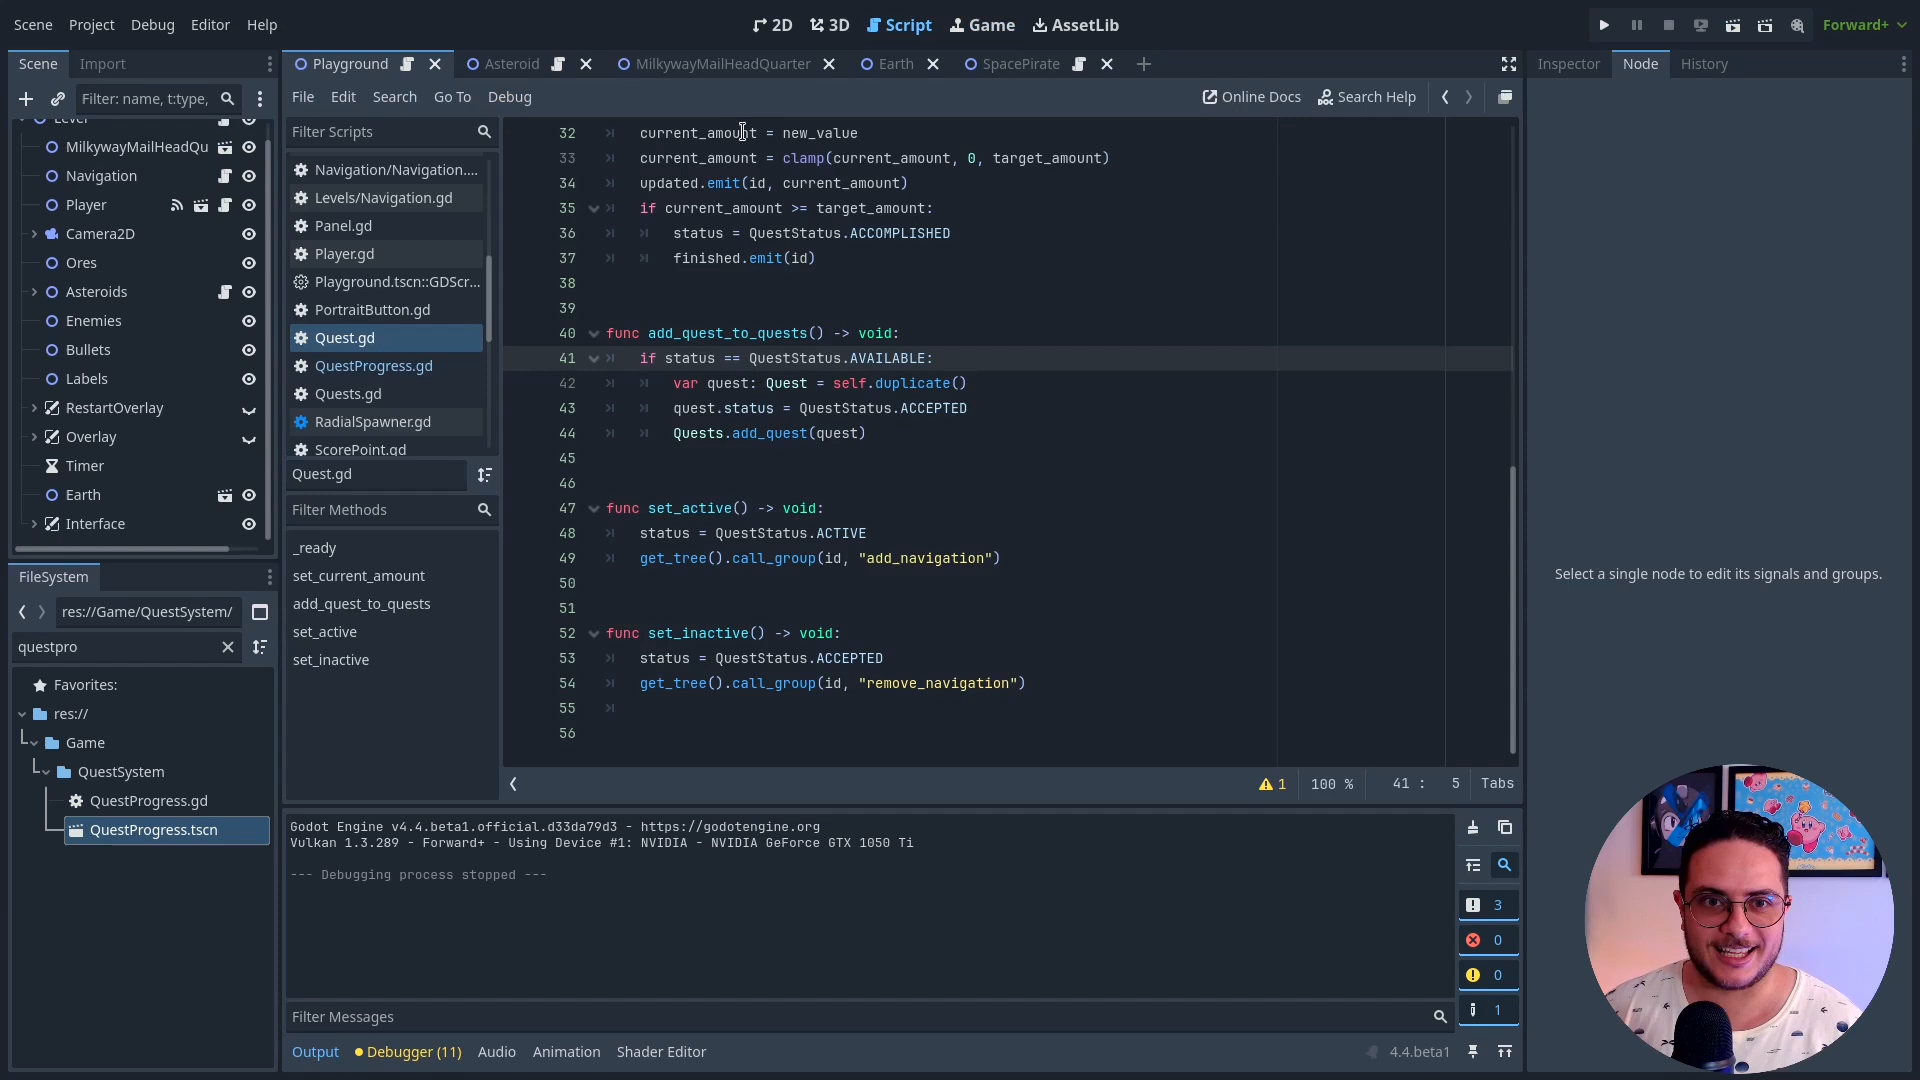 Scene Project Debug Editor Help
2D 3D Script Game AssetLib
Forward+
Scene Import
Playground Asteroid MilkywayMailHeadQuarter Earth SpacePirate
Inspector Node History
Filter: name, t:type,
File Edit Search Go To Debug
Online Docs Search Help
Level
MilkywayMailHeadQu
Navigation
Player
Camera2D
Ores
Asteroids
Enemies
Bullets
Labels
RestartOverlay
Overlay
Timer
Earth
Interface
FileSystem
res://Game/QuestSystem/
questpro
Favorites:
res://
Game
QuestSystem
QuestProgress.gd
QuestProgress.tscn
Filter Scripts
Navigation/Navigation....
Levels/Navigation.gd
Panel.gd
Player.gd
Playground.tscn::GDScr...
PortraitButton.gd
Quest.gd
QuestProgress.gd
Quests.gd
RadialSpawner.gd
ScorePoint.gd
Quest.gd
Filter Methods
_ready
set_current_amount
add_quest_to_quests
set_active
set_inactive
32 current_amount = new_value
33 current_amount = clamp(current_amount, 0, target_amount)
34 updated.emit(id, current_amount)
35 if current_amount >= target_amount:
36 status = QuestStatus.ACCOMPLISHED
37 finished.emit(id)
38
39
40 func add_quest_to_quests() -> void:
41 if status == QuestStatus.AVAILABLE:
42 var quest: Quest = self.duplicate()
43 quest.status = QuestStatus.ACCEPTED
44 Quests.add_quest(quest)
45
46
47 func set_active() -> void:
48 status = QuestStatus.ACTIVE
49 get_tree().call_group(id, "add_navigation")
50
51
52 func set_inactive() -> void:
53 status = QuestStatus.ACCEPTED
54 get_tree().call_group(id, "remove_navigation")
55
56
1 100 % 41 : 5 Tabs
Godot Engine v4.4.beta1.official.d33da79d3 - https://godotengine.org
Vulkan 1.3.289 - Forward+ - Using Device #1: NVIDIA - NVIDIA GeForce GTX 1050 Ti
--- Debugging process stopped ---
3
0
0
1
Filter Messages
Output Debugger (11) Audio Animation Shader Editor
4.4.beta1
Select a single node to edit its signals and groups.